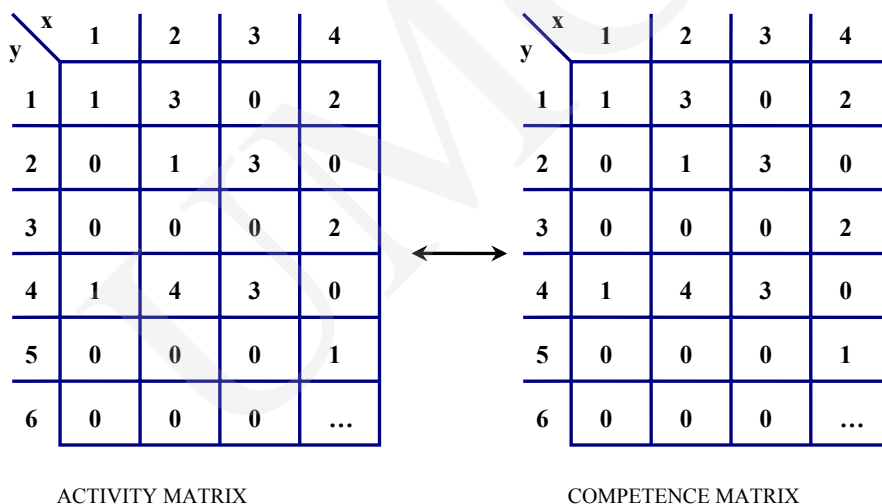 x 1 2 3 4 x 1 2 3 4
y y
1 1 3 0 2 1 1 3 0 2
2 0 1 3 0 2 0 1 3 0
3 0 0 0 2 3 0 0 0 2
4 1 4 3 0 4 1 4 3 0
5 0 0 0 1 5 0 0 0 1
6 0 0 0 ... 6 0 0 0 ...
ACTIVITY MATRIX COMPETENCE MATRIX